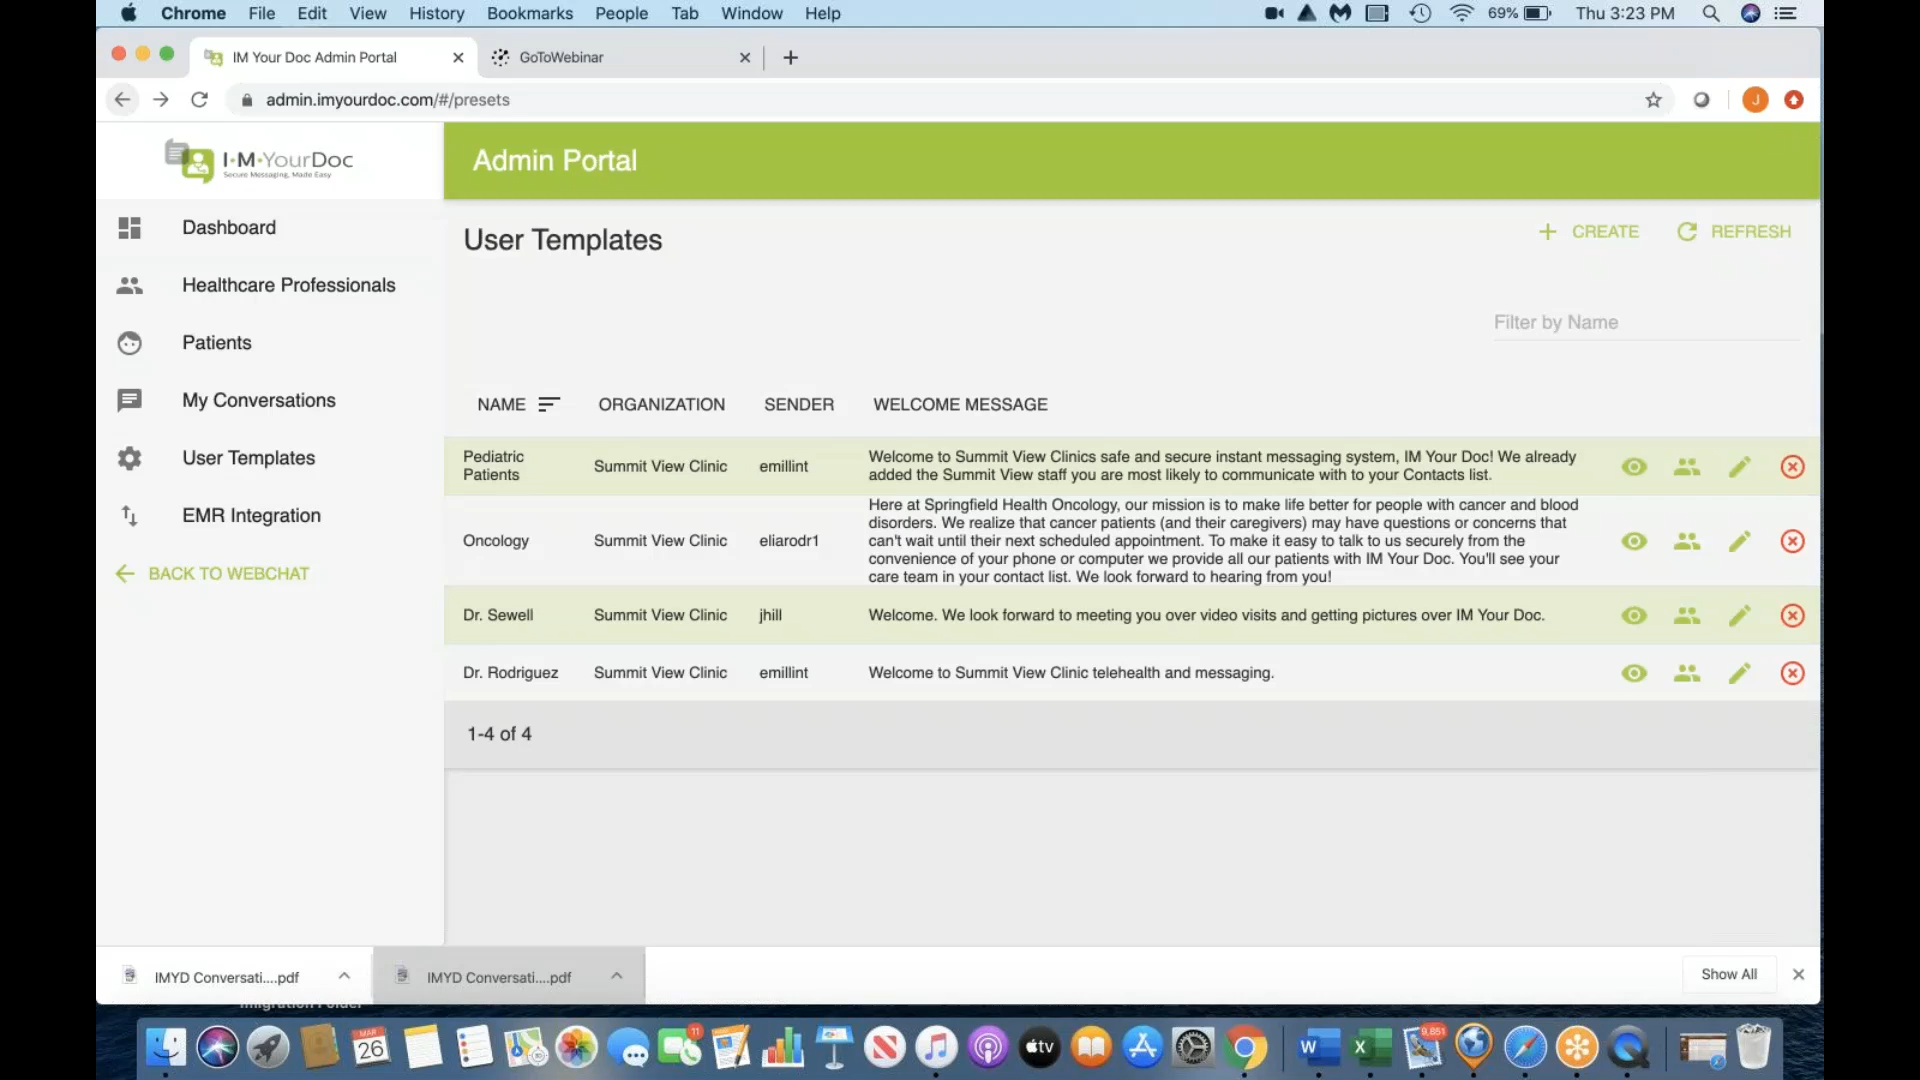 Chrome File Edit View History Bookmarks People Tab Window Help 69% Thu 3:23 PM
IM Your Doc Admin Portal GoToWebinar
admin.imyourdoc.com/#/presets J
I·M·YourDoc
Secure Messaging, Made Easy
Admin Portal
Dashboard
Healthcare Professionals
Patients
My Conversations
User Templates
EMR Integration
BACK TO WEBCHAT
User Templates
CREATE REFRESH
Filter by Name
NAME ORGANIZATION SENDER WELCOME MESSAGE
Pediatric
Patients
Summit View Clinic emillint
Welcome to Summit View Clinics safe and secure instant messaging system, IM Your Doc! We already
added the Summit View staff you are most likely to communicate with to your Contacts list.
Oncology Summit View Clinic eliarodr1
Here at Springfield Health Oncology, our mission is to make life better for people with cancer and blood
disorders. We realize that cancer patients (and their caregivers) may have questions or concerns that
can't wait until their next scheduled appointment. To make it easy to talk to us securely from the
convenience of your phone or computer we provide all our patients with IM Your Doc. You'll see your
care team in your contact list. We look forward to hearing from you!
Dr. Sewell Summit View Clinic jhill Welcome. We look forward to meeting you over video visits and getting pictures over IM Your Doc.
Dr. Rodriguez Summit View Clinic emillint Welcome to Summit View Clinic telehealth and messaging.
1-4 of 4
IMYD Conversati....pdf IMYD Conversati....pdf Show All
MAR
26
11
tv
W
X
9,851